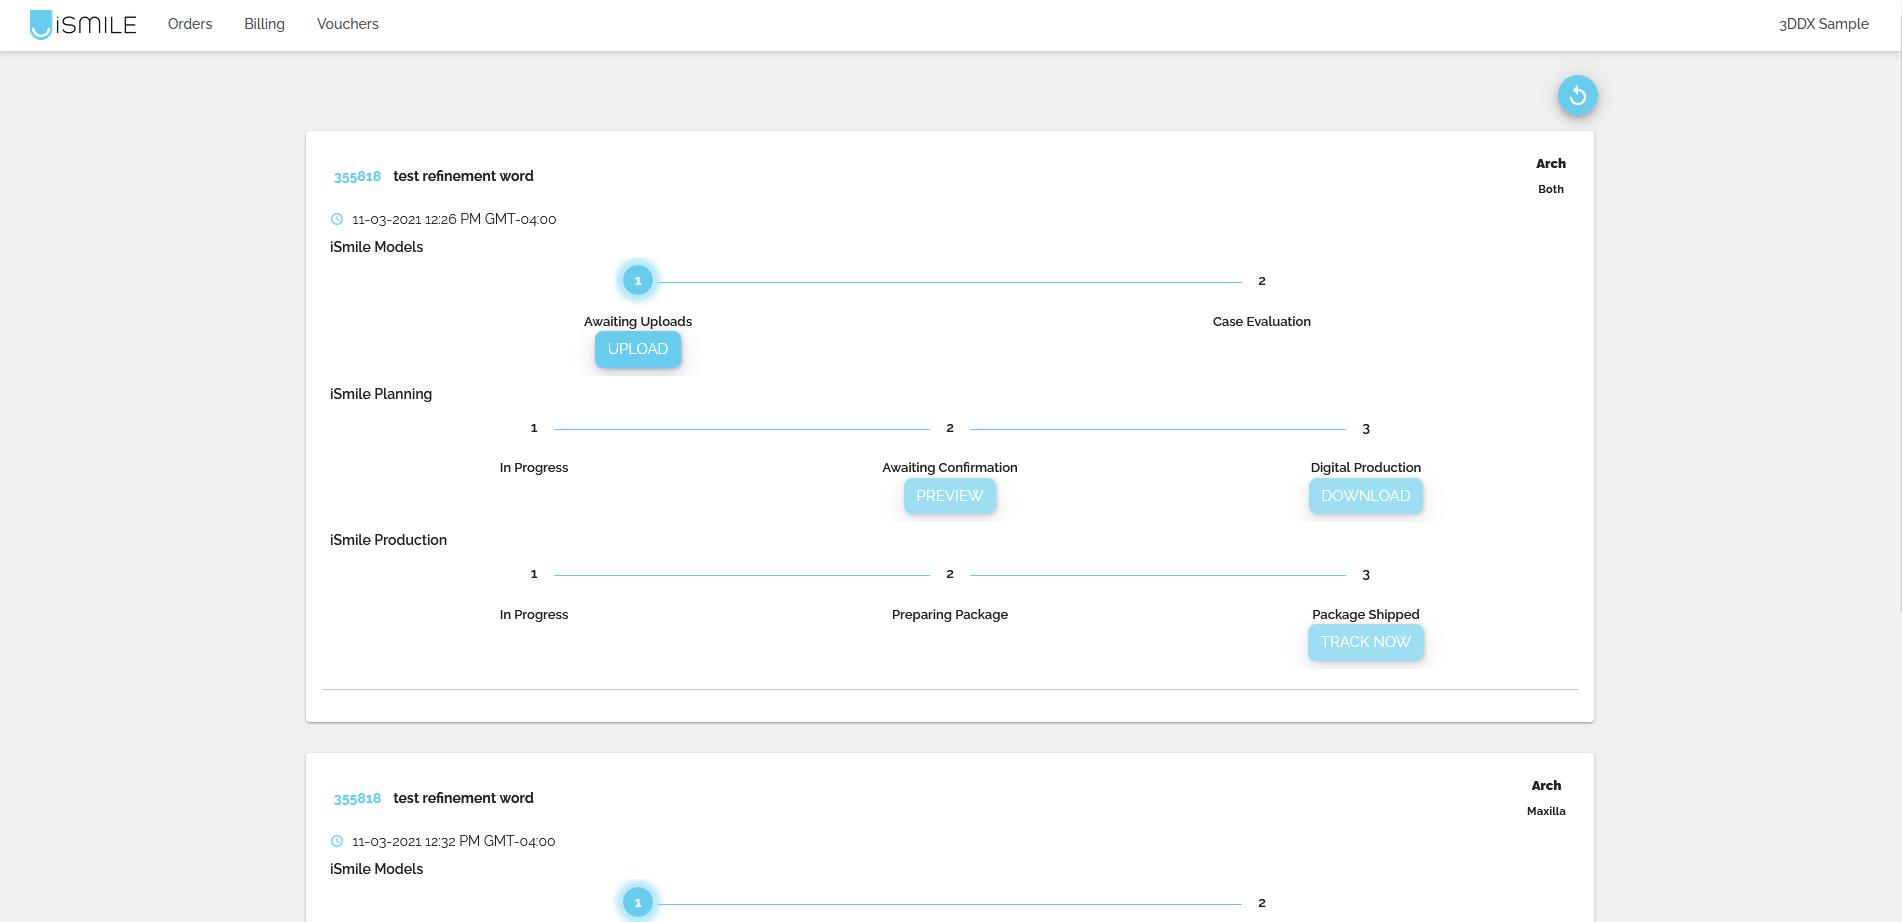 iSMILE Orders Billing Vouchers 3DDX Sample
355818 test refinement word Arch
Both
11-03-2021 12:26 PM GMT-04:00
iSmile Models
1 2
Awaiting Uploads Case Evaluation
UPLOAD
iSmile Planning
1 2 3
In Progress Awaiting Confirmation Digital Production
PREVIEW DOWNLOAD
iSmile Production
1 2 3
In Progress Preparing Package Package Shipped
TRACK NOW
355818 test refinement word Arch
Maxilla
11-03-2021 12:32 PM GMT-04:00
iSmile Models
1 2